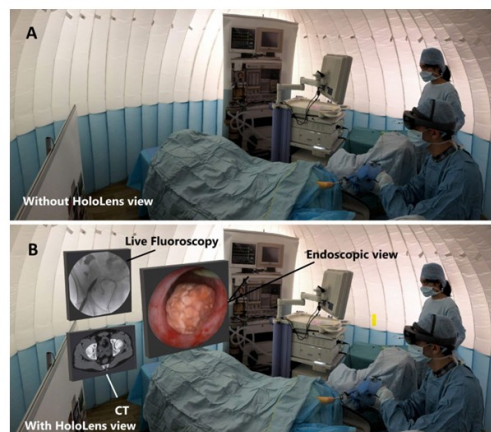 A
Without HoloLens view
B
Live Fluoroscopy
Endoscopic view
CT
With HoloLens view